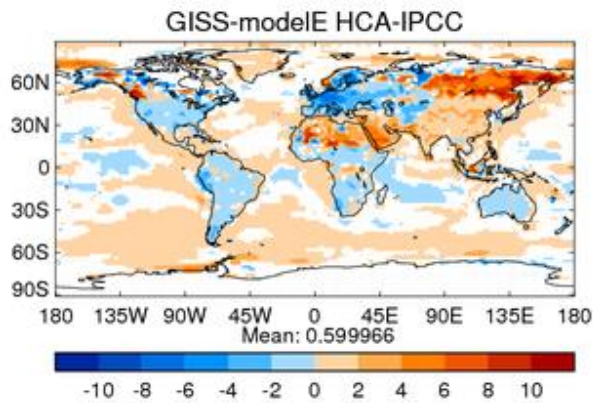 GISS-modelE HCA-IPCC
60N
30N
0
30S
60S
90S
180 135W 90W 45W 0 45E 90E 135E 180
Mean: 0.599966
-10 -8 -6 -4 -2 0 2 4 6 8 10